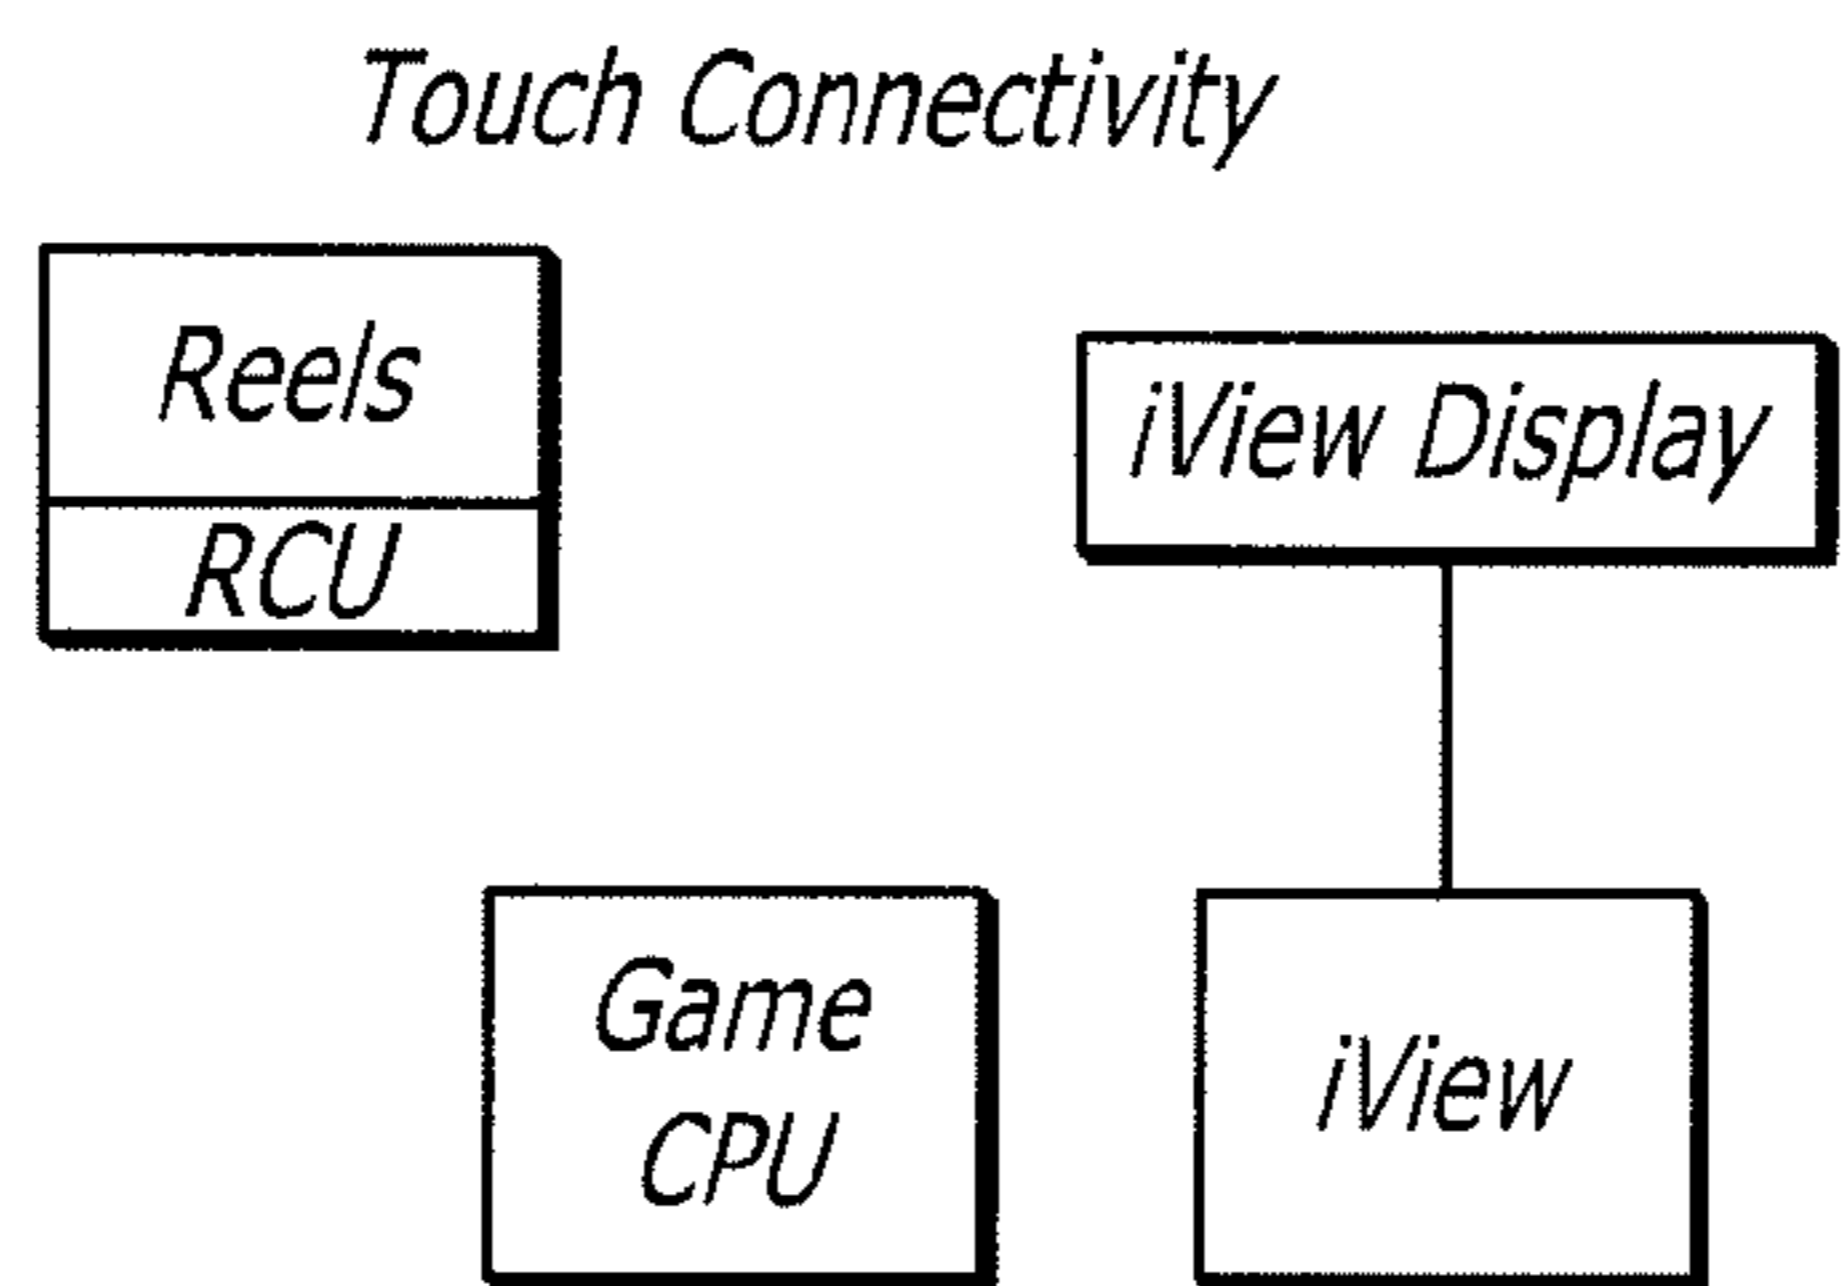 Touch Connectivity
Reels
RCU
iView Display
Game
CPU
iView